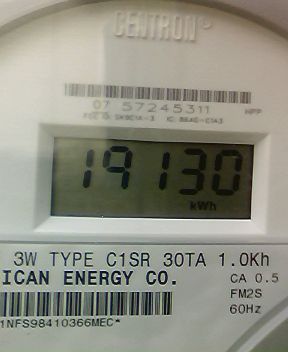 CENTRON®
07 57245311
19130
kWh
3W TYPE C1SR 30TA 1.0Kh
ICAN ENERGY CO.
CA 0.5
FM2S
60Hz
1NFS98410366MEC*